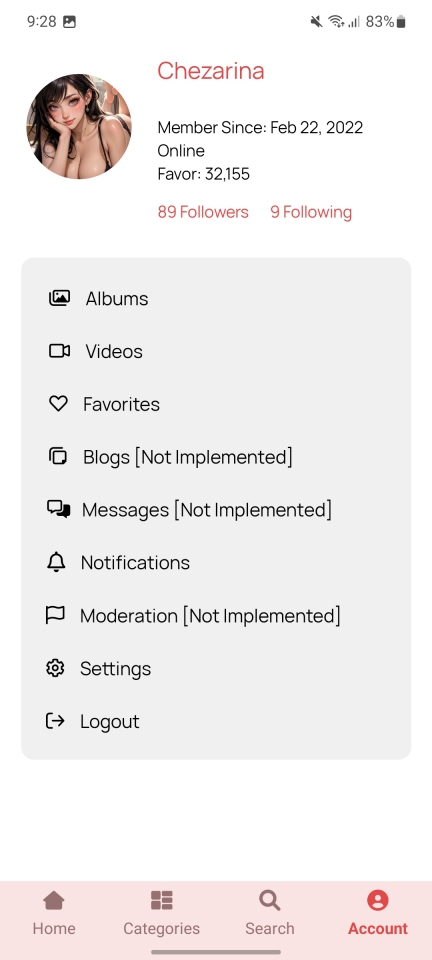 9:28
83%
Chezarina
Member Since: Feb 22, 2022
Online
Favor: 32,155
89 Followers 9 Following
Albums
Videos
Favorites
Blogs [Not Implemented]
Messages [Not Implemented]
Notifications
Moderation [Not Implemented]
Settings
Logout
Home Categories Search Account